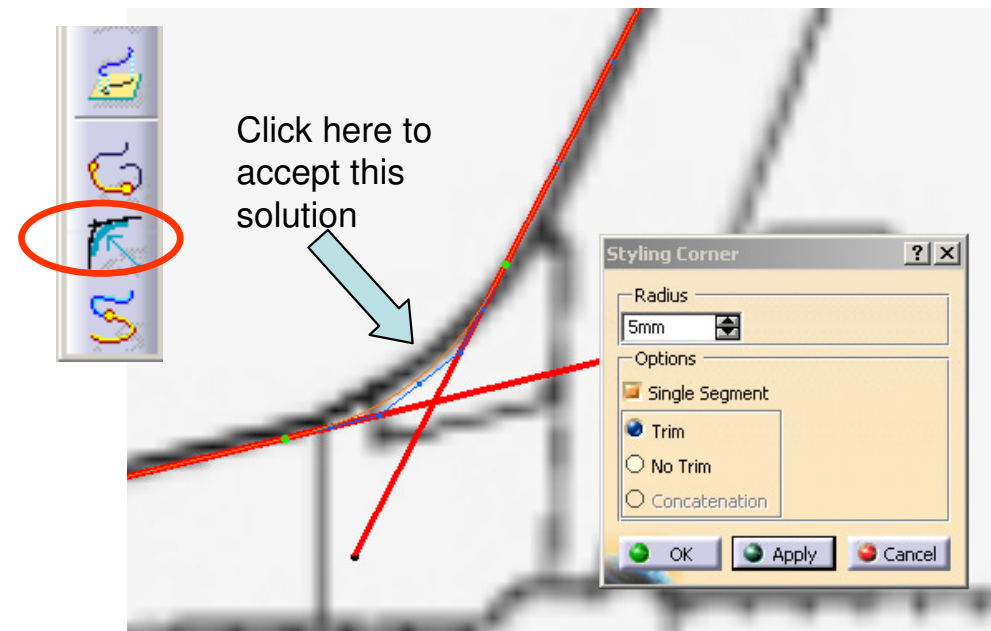 Click here to
accept this
solution
Styling Corner
Radius
5mm
Options
Single Segment
Trim
No Trim
Concatenation
OK
Apply
Cancel